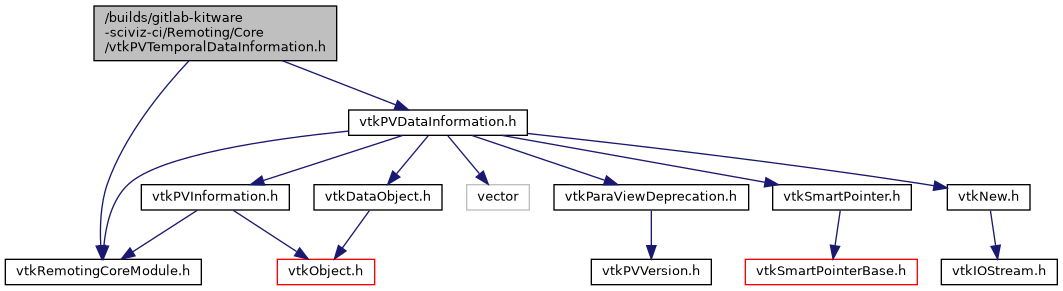 /builds/gitlab-kitware
-sciviz-ci/Remoting/Core
/vtkPVTemporalDataInformation.h
vtkPVDataInformation.h
vtkPVInformation.h
vtkDataObject.h
vector
vtkParaViewDeprecation.h
vtkSmartPointer.h
vtkNew.h
vtkRemotingCoreModule.h
vtkObject.h
vtkPVVersion.h
vtkSmartPointerBase.h
vtkIOStream.h